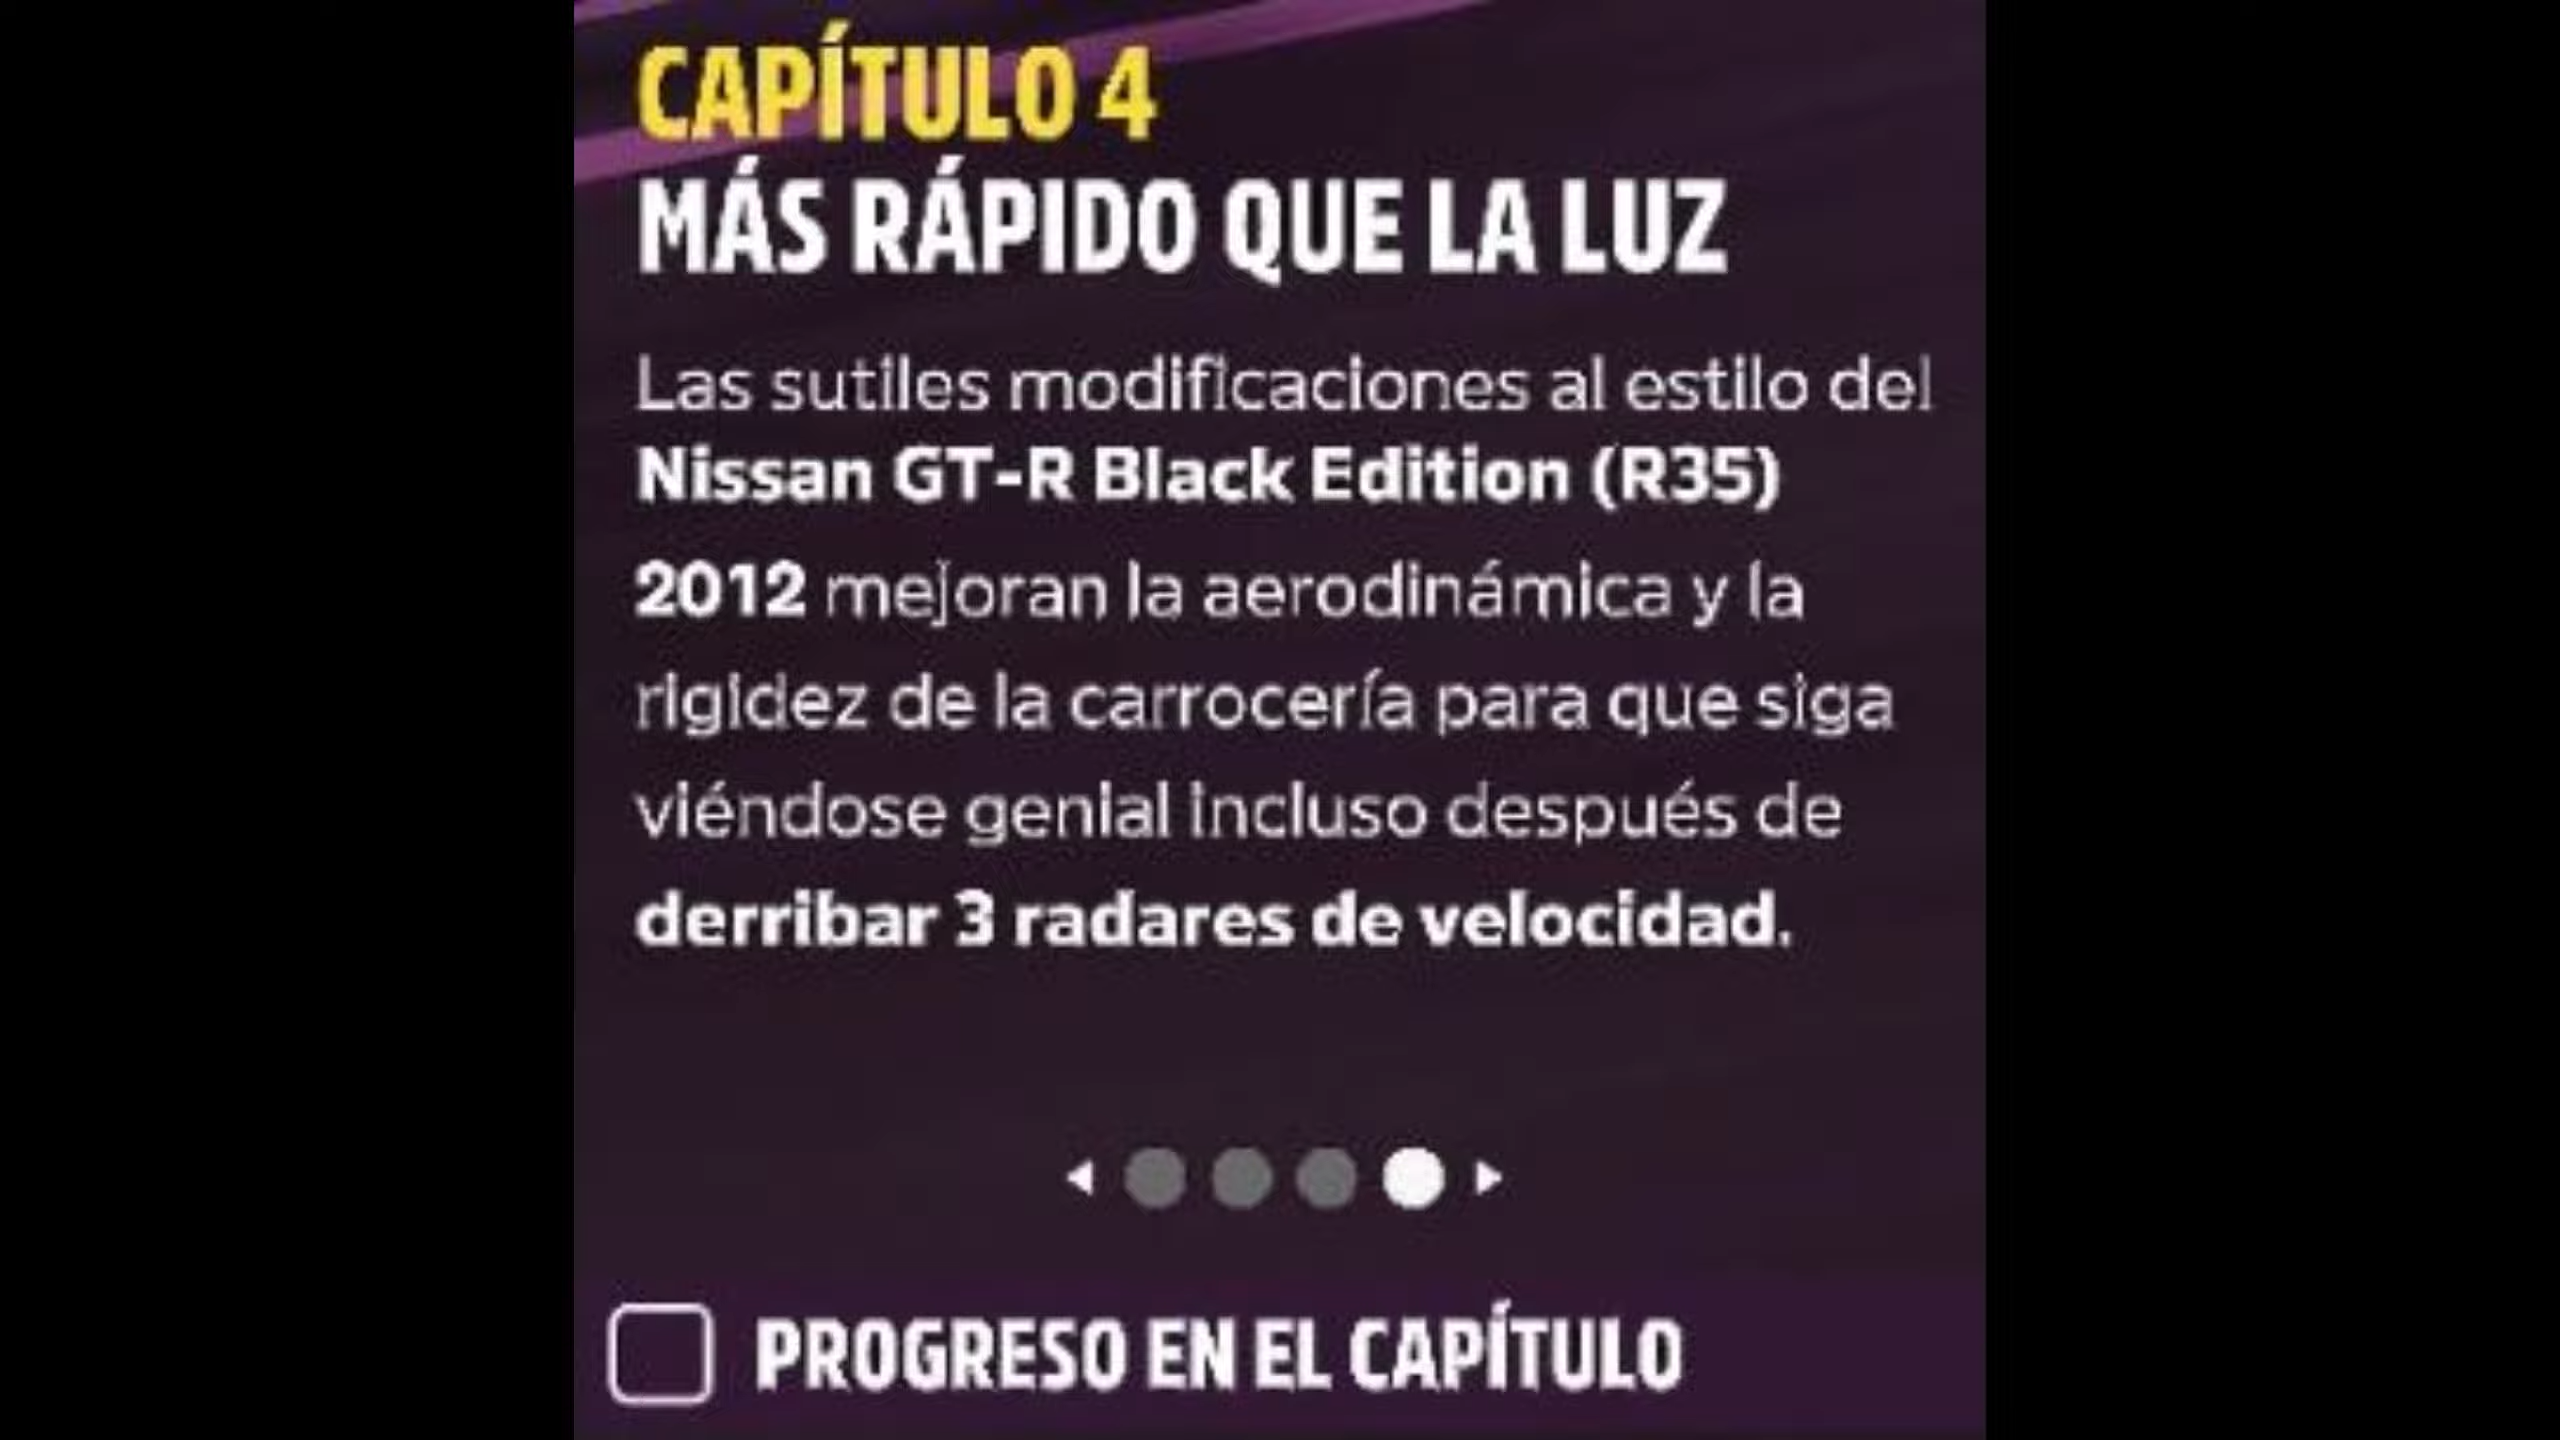 CAPÍTULO 4
MÁS RÁPIDO QUE LA LUZ
Las sutiles modificaciones al estilo del
Nissan GT-R Black Edition (R35)
2012 mejoran la aerodinámica y la
rigidez de la carrocería para que siga
viéndose genial incluso después de
derribar 3 radares de velocidad.
PROGRESO EN EL CAPÍTULO